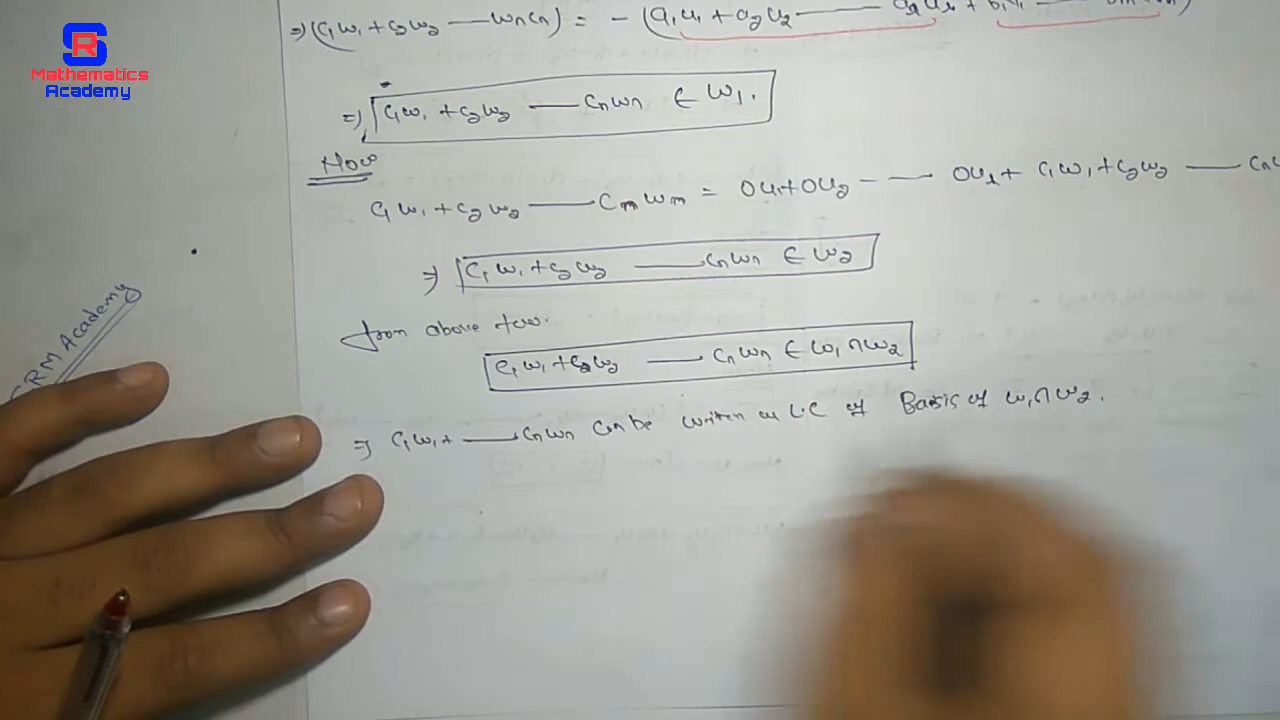 SR
Mathematics
Academy
⇒ (C₁w₁ + C₂w₂ — wₙCₙ) = - (a₁u₁ + a₂u₂ —
⇒ C₁w₁ + C₂w₂ — Cₙwₙ ∈ W₁.
Now
C₁w₁ + C₂w₂ — Cₘwₘ = 0u₁ + 0u₂ - - — 0uᵣ + C₁w₁ + C₂w₂ —
⇒ C₁w₁ + C₂w₂ — Cₙwₙ ∈ W₂
from above two.
C₁w₁ + C₂w₂ — Cₙwₙ ∈ W₁∩W₂
⇒ C₁w₁ + — Cₙwₙ can be writen as L.C of Basis of W₁∩W₂.
SRM Academy